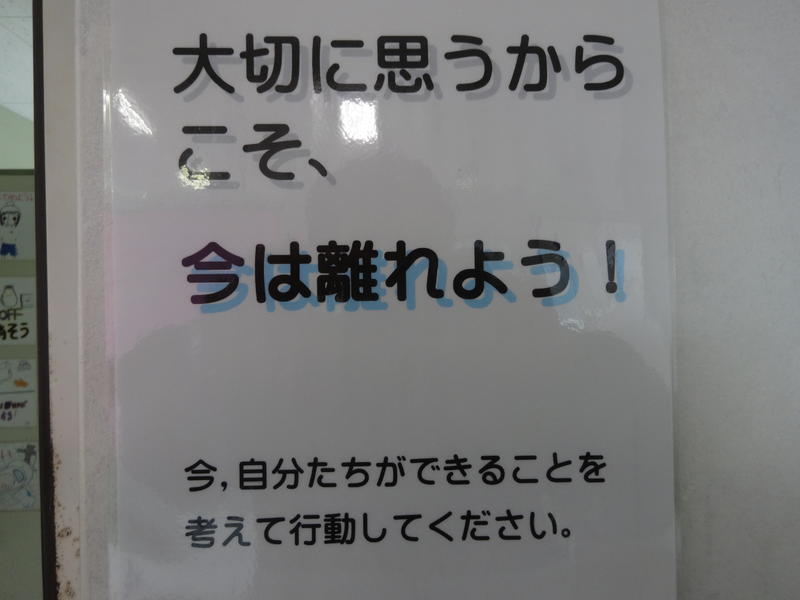 大切に思うから
こそ、
今は離れよう！
今,自分たちができることを
考えて行動してください。
OFF